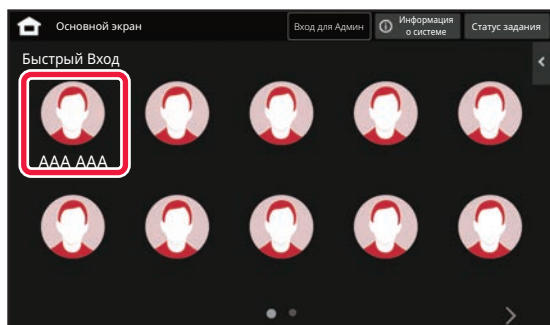 Основной экран
Вход для Админ
Информация
о системе
Статус задания
Быстрый Вход
AAA AAA